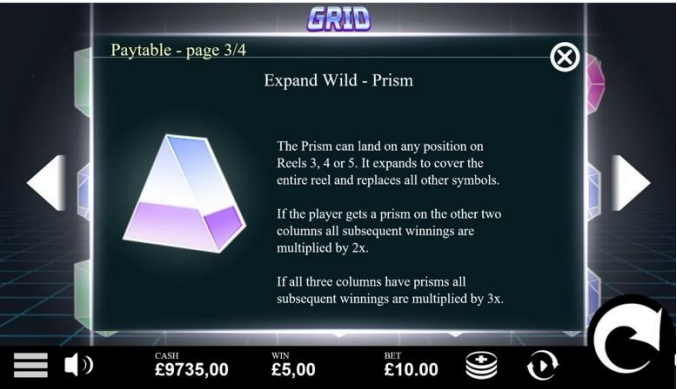 GRID
Paytable - page 3/4
Expand Wild - Prism
The Prism can land on any position on
Reels 3, 4 or 5. It expands to cover the
entire reel and replaces all other symbols.
If the player gets a prism on the other two
columns all subsequent winnings are
multiplied by 2x.
If all three columns have prisms all
subsequent winnings are multiplied by 3x.
CASH WIN BET
£9735,00 £5,00 £10.00